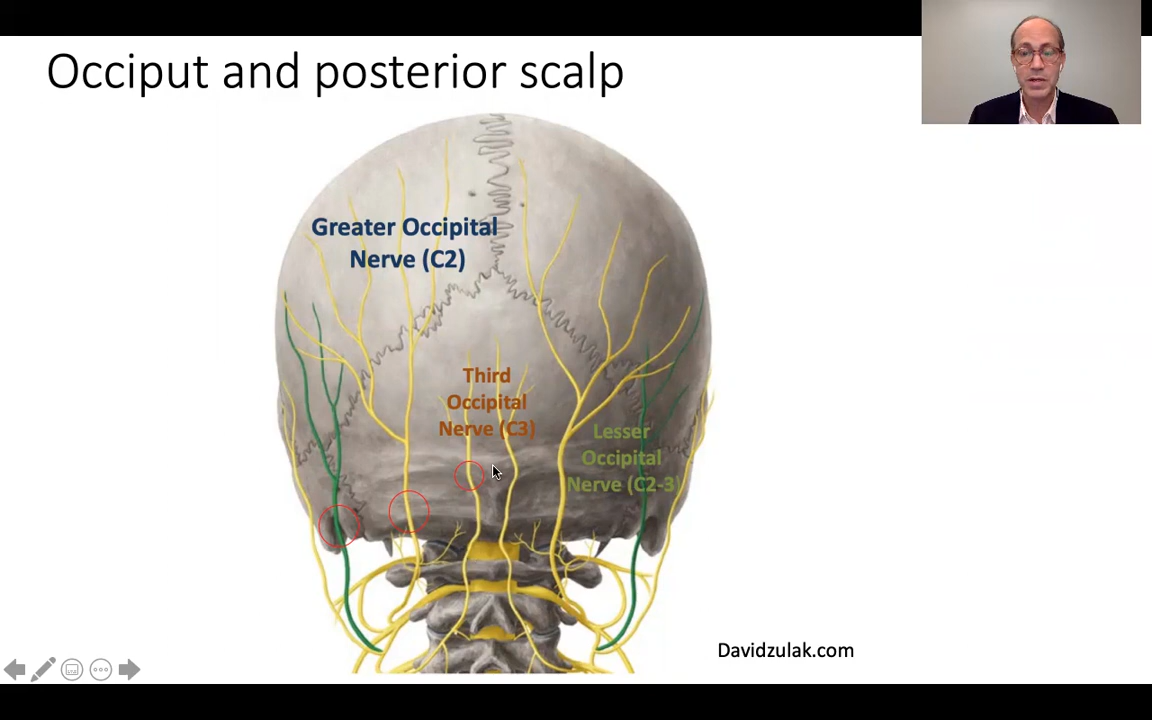 Occiput and posterior scalp
Greater Occipital
Nerve (C2)
Third
Occipital
Nerve (C3)
Lesser
Occipital
Nerve (C2-3)
Davidzulak.com